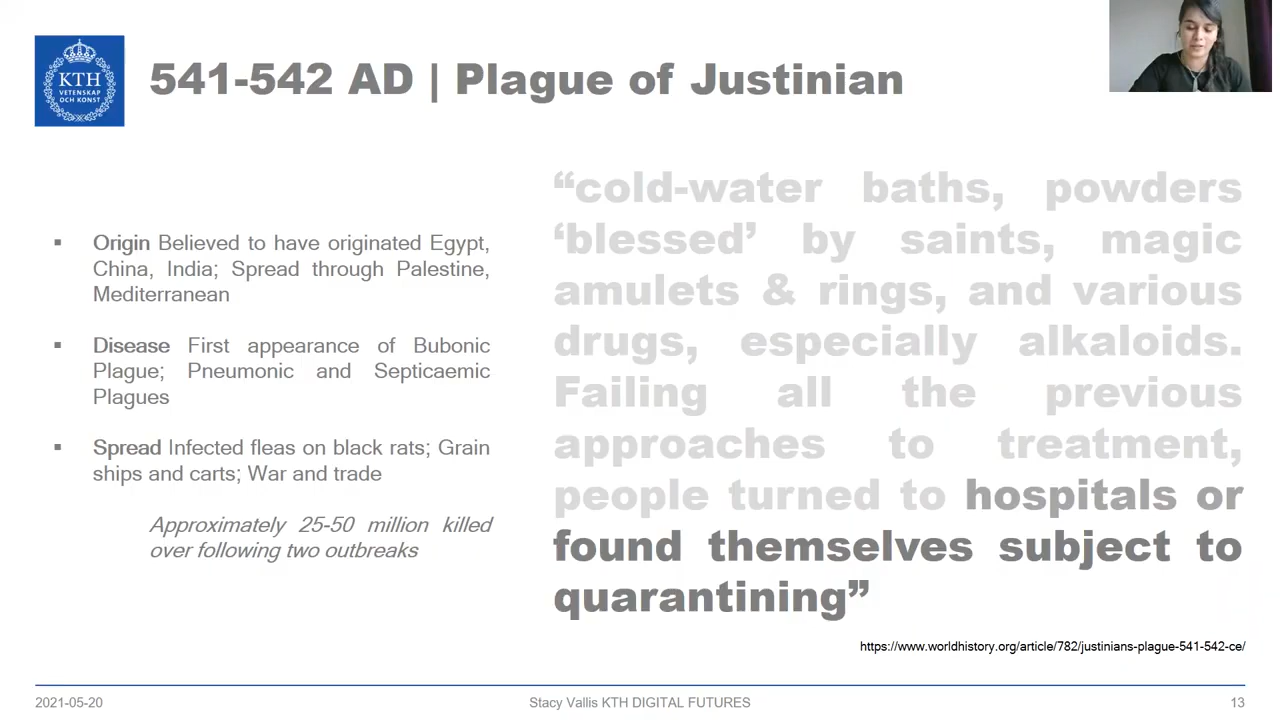 KTH
VETENSKAP
OCH KONST
541-542 AD | Plague of Justinian
▪ Origin Believed to have originated Egypt,
China, India; Spread through Palestine,
Mediterranean
▪ Disease First appearance of Bubonic
Plague; Pneumonic and Septicaemic
Plagues
▪ Spread Infected fleas on black rats; Grain
ships and carts; War and trade
Approximately 25-50 million killed
over following two outbreaks
“cold-water baths, powders
‘blessed’ by saints, magic
amulets & rings, and various
drugs, especially alkaloids.
Failing all the previous
approaches to treatment,
people turned to hospitals or
found themselves subject to
quarantining”
https://www.worldhistory.org/article/782/justinians-plague-541-542-ce/
2021-05-20
Stacy Vallis KTH DIGITAL FUTURES
13